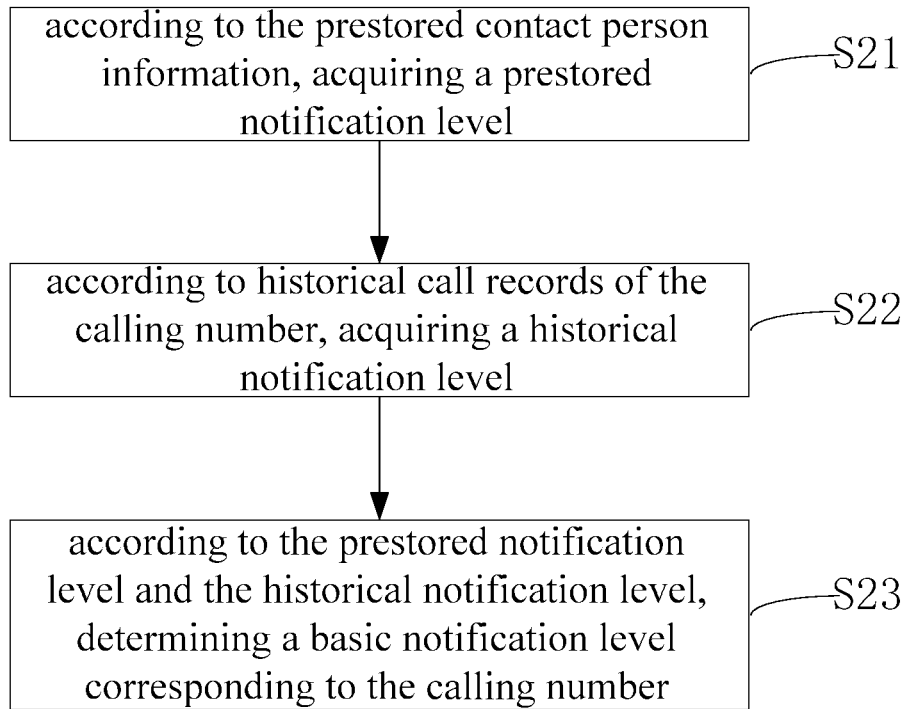 according to the prestored contact person
information, acquiring a prestored
notification level
S21
according to historical call records of the
calling number, acquiring a historical
notification level
S22
according to the prestored notification
level and the historical notification level,
determining a basic notification level
corresponding to the calling number
S23